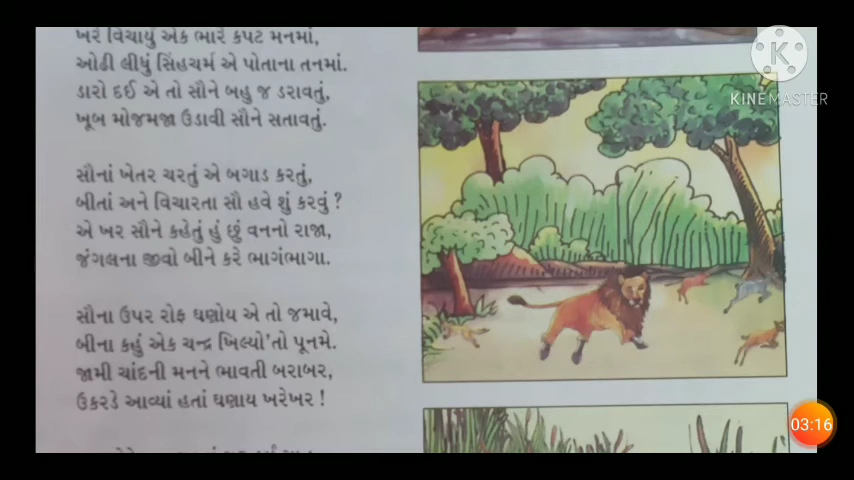 ખરે વિચાર્યું એક ભારે કપટ મનમાં,
ઓઢી લીધું સિંહચર્મ એ પોતાના તનમાં.
ડારો દઈ એ તો સૌને બહુ જ ડરાવતું,
ખૂબ મોજમજા ઉડાવી સૌને સતાવતું.
સૌનાં ખેતર ચરતું એ બગાડ કરતું,
બીતાં અને વિચારતા સૌ હવે શું કરવું ?
એ ખર સૌને કહેતું હું છું વનનો રાજા,
જંગલના જીવો બીને કરે ભાગંભાગા.
સૌના ઉપર રોફ ઘણોય એ તો જમાવે,
બીના કહું એક ચન્દ્ર ખિલ્યો'તો પૂનમે.
જામી ચાંદની મનને ભાવતી બરાબર,
ઉકરડે આવ્યાં હતાં ઘણાય ખરેખર !
KINEMASTER
03:16